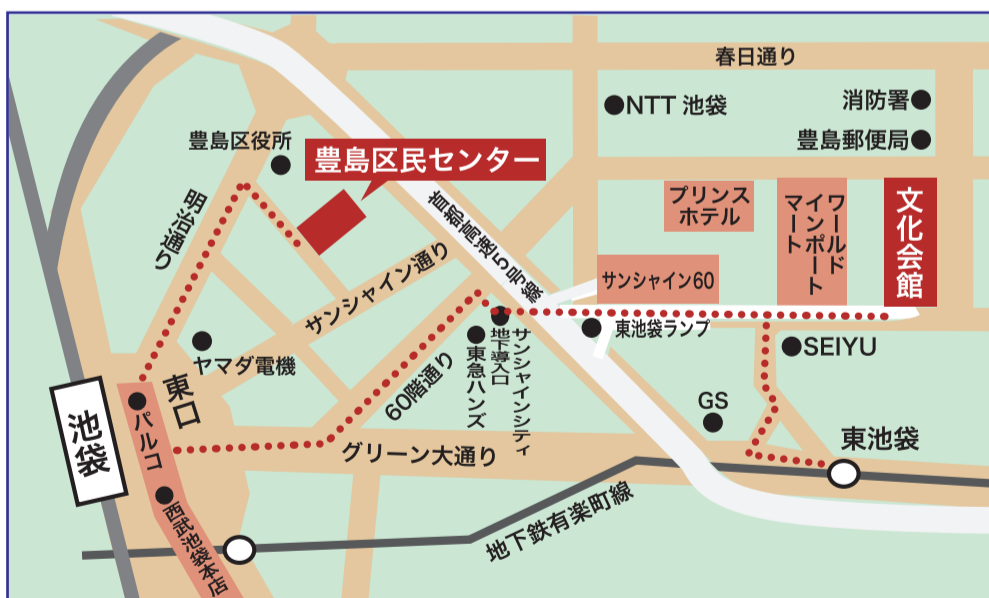 春日通り
NTT 池袋
消防署
豊島郵便局
豊島区役所
豊島区民センター
明治通り
首都高速5号線
プリンス
ホテル
ワールド
インポート
マート
文化会館
サンシャイン通り
サンシャイン60
東池袋ランプ
サンシャインシティ
地下導入口
東急ハンズ
SEIYU
ヤマダ電機
60階通り
東口
パルコ
池袋
GS
グリーン大通り
東池袋
西武池袋本店
地下鉄有楽町線